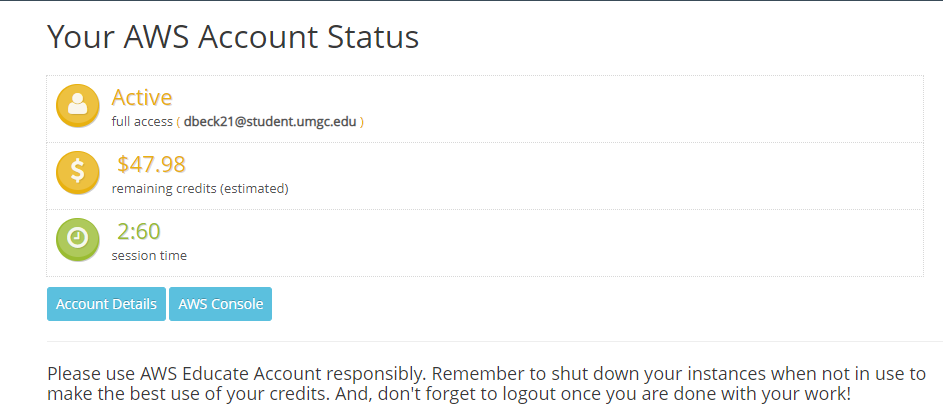 Your AWS Account Status
Active
full access ( dbeck21@student.umgc.edu )
$
$47.98
remaining credits (estimated)
2:60
session time
Account Details AWS Console
Please use AWS Educate Account responsibly. Remember to shut down your instances when not in use to
make the best use of your credits. And, don't forget to logout once you are done with your work!